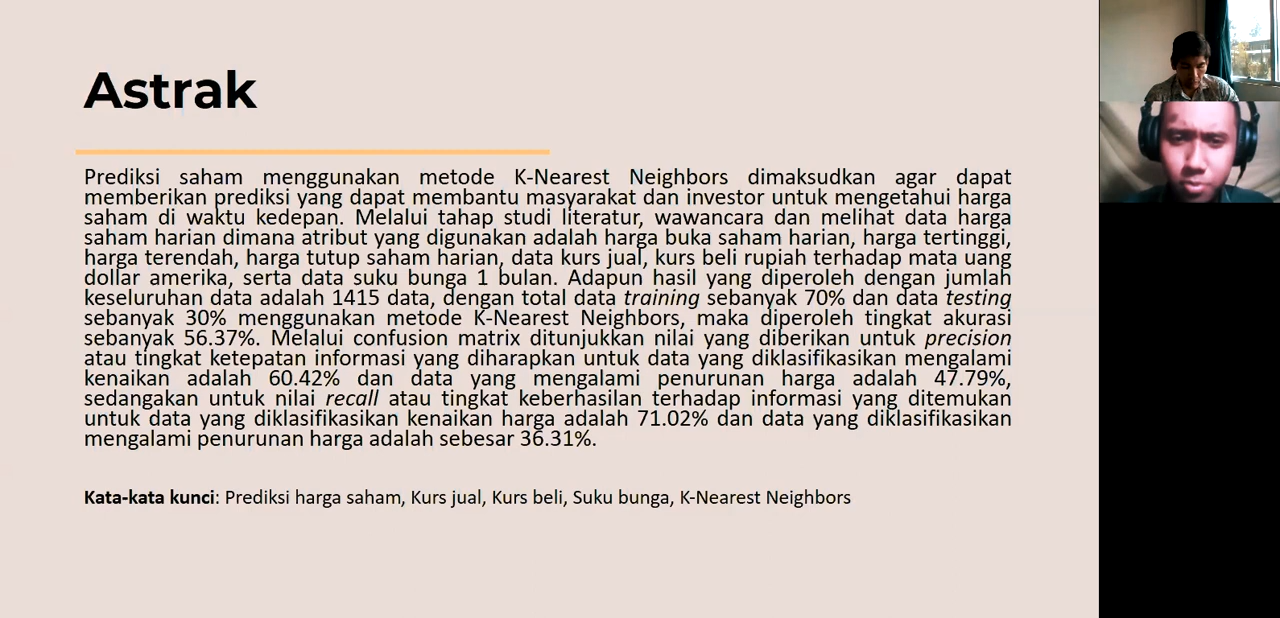 Astrak
Prediksi saham menggunakan metode K-Nearest Neighbors dimaksudkan agar dapat
memberikan prediksi yang dapat membantu masyarakat dan investor untuk mengetahui harga
saham di waktu kedepan. Melalui tahap studi literatur, wawancara dan melihat data harga
saham harian dimana atribut yang digunakan adalah harga buka saham harian, harga tertinggi,
harga terendah, harga tutup saham harian, data kurs jual, kurs beli rupiah terhadap mata uang
dollar amerika, serta data suku bunga 1 bulan. Adapun hasil yang diperoleh dengan jumlah
keseluruhan data adalah 1415 data, dengan total data training sebanyak 70% dan data testing
sebanyak 30% menggunakan metode K-Nearest Neighbors, maka diperoleh tingkat akurasi
sebanyak 56.37%. Melalui confusion matrix ditunjukkan nilai yang diberikan untuk precision
atau tingkat ketepatan informasi yang diharapkan untuk data yang diklasifikasikan mengalami
kenaikan adalah 60.42% dan data yang mengalami penurunan harga adalah 47.79%,
sedangakan untuk nilai recall atau tingkat keberhasilan terhadap informasi yang ditemukan
untuk data yang diklasifikasikan kenaikan harga adalah 71.02% dan data yang diklasifikasikan
mengalami penurunan harga adalah sebesar 36.31%.
Kata-kata kunci: Prediksi harga saham, Kurs jual, Kurs beli, Suku bunga, K-Nearest Neighbors